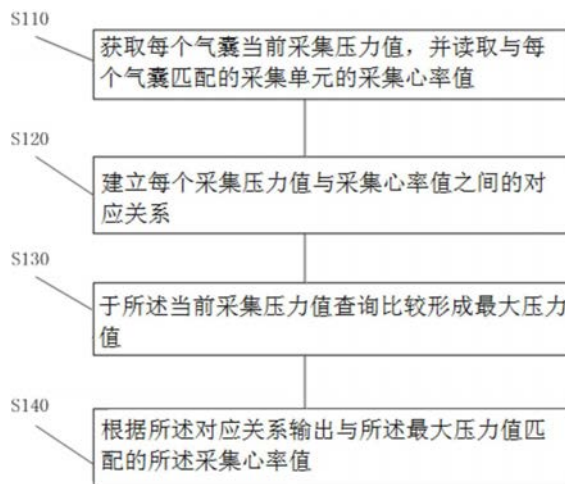 S110
获取每个气囊当前采集压力值，并读取与每
个气囊匹配的采集单元的采集心率值
S120
建立每个采集压力值与采集心率值之间的对
应关系
S130
于所述当前采集压力值查询比较形成最大压力
值
S140
根据所述对应关系输出与所述最大压力值匹
配的所述采集心率值